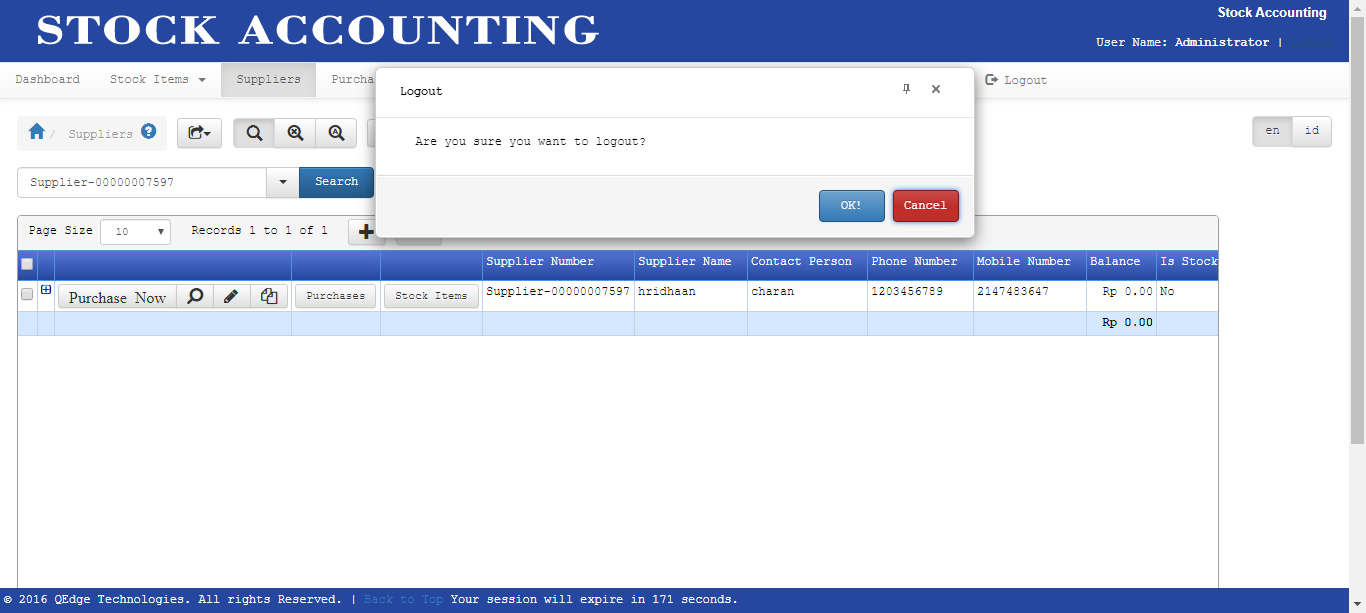 STOCK ACCOUNTING
Stock Accounting
User Name: Administrator |
Dashboard Stock Items Suppliers Purcha Logout
Logout
Suppliers
en id
Are you sure you want to logout?
Supplier-00000007597 Search
OK! Cancel
Page Size 10 Records 1 to 1 of 1
Supplier Number Supplier Name Contact Person Phone Number Mobile Number Balance Is Stock
Purchase Now Purchases Stock Items Supplier-00000007597 hridhaan charan 1203456789 2147483647 Rp 0.00 No
Rp 0.00
© 2016 QEdge Technologies. All rights Reserved. | Back to Top Your session will expire in 171 seconds.